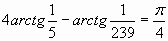 4arctg 1/5 − arctg 1/239 = π/4